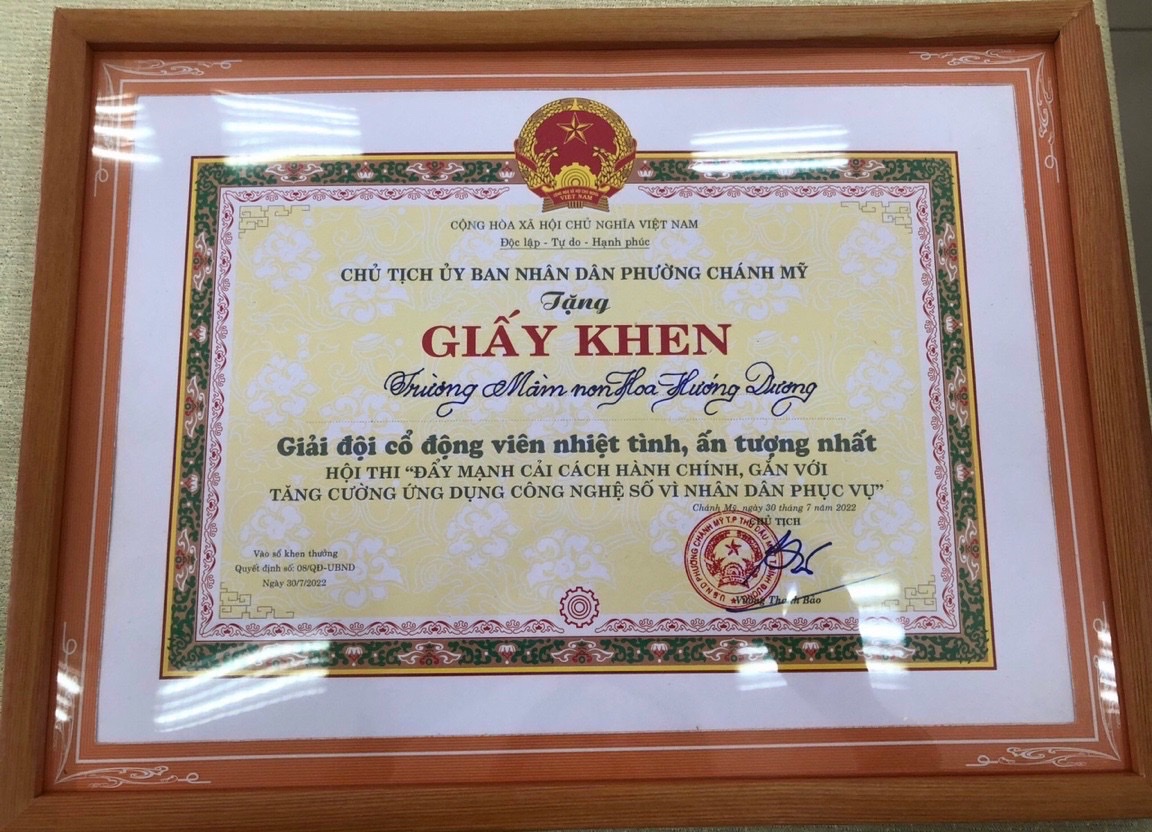 CỘNG HÒA XÃ HỘI CHỦ NGHĨA VIỆT NAM
Độc lập - Tự do - Hạnh phúc
CHỦ TỊCH ỦY BAN NHÂN DÂN PHƯỜNG CHÁNH MỸ
Tặng
GIẤY KHEN
Trường Mầm non Hoa Hướng Dương
Giải đội cổ động viên nhiệt tình, ấn tượng nhất
HỘI THI “ĐẨY MẠNH CẢI CÁCH HÀNH CHÍNH, GẮN VỚI
TĂNG CƯỜNG ỨNG DỤNG CÔNG NGHỆ SỐ VÌ NHÂN DÂN PHỤC VỤ”
Chánh Mỹ, ngày 30 tháng 7 năm 2022
CHỦ TỊCH
Vào sổ khen thưởng
Quyết định số: 08/QĐ-UBND
Ngày 30/7/2022
Thanh Bảo